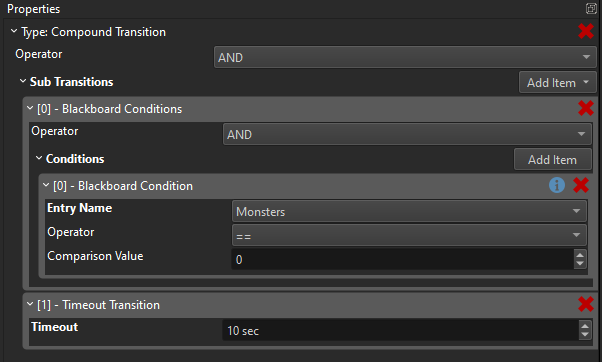 Properties
Type: Compound Transition
Operator AND
Sub Transitions Add Item
[0] - Blackboard Conditions
Operator AND
Conditions Add Item
[0] - Blackboard Condition
Entry Name Monsters
Operator ==
Comparison Value 0
[1] - Timeout Transition
Timeout 10 sec